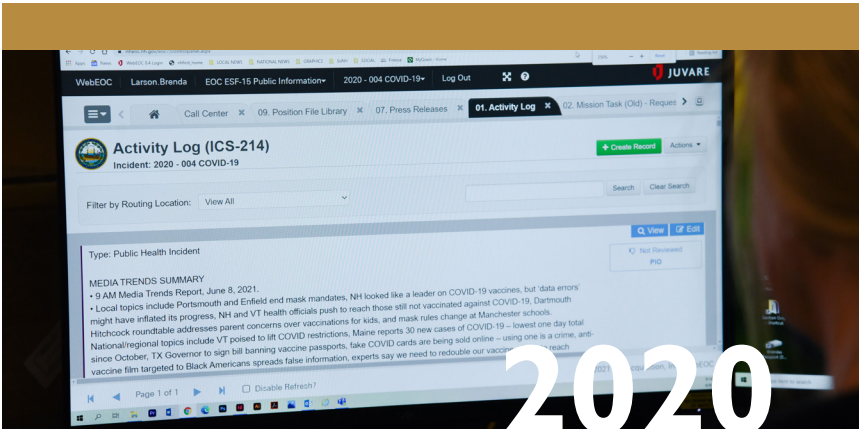 WebEOC Larson.Brenda EOC ESF-15 Public Information 2020 - 004 COVID-19 Log Out
JUVARE
Call Center 09. Position File Library 07. Press Releases 01. Activity Log 02. Mission Task (Old) - Reques
Activity Log (ICS-214)
Incident: 2020 - 004 COVID-19
+ Create Record Actions
Filter by Routing Location: View All Search Clear Search
View Edit
Not Reviewed
PIO
Type: Public Health Incident
MEDIA TRENDS SUMMARY
• 9 AM Media Trends Report, June 8, 2021.
• Local topics include Portsmouth and Enfield end mask mandates, NH looked like a leader on COVID-19 vaccines, but 'data errors'
might have inflated its progress, NH and VT health officials push to reach those still not vaccinated against COVID-19, Dartmouth
Hitchcock roundtable addresses parent concerns over vaccinations for kids, and mask rules change at Manchester schools.
National/regional topics include VT poised to lift COVID restrictions, Maine reports 30 new cases of COVID-19 – lowest one day total
since October, TX Governor to sign bill banning vaccine passports, fake COVID cards are being sold online – using one is a crime, anti-
vaccine film targeted to Black Americans spreads false information, experts say we need to redouble our reach
Page 1 of 1 Disable Refresh?
2020